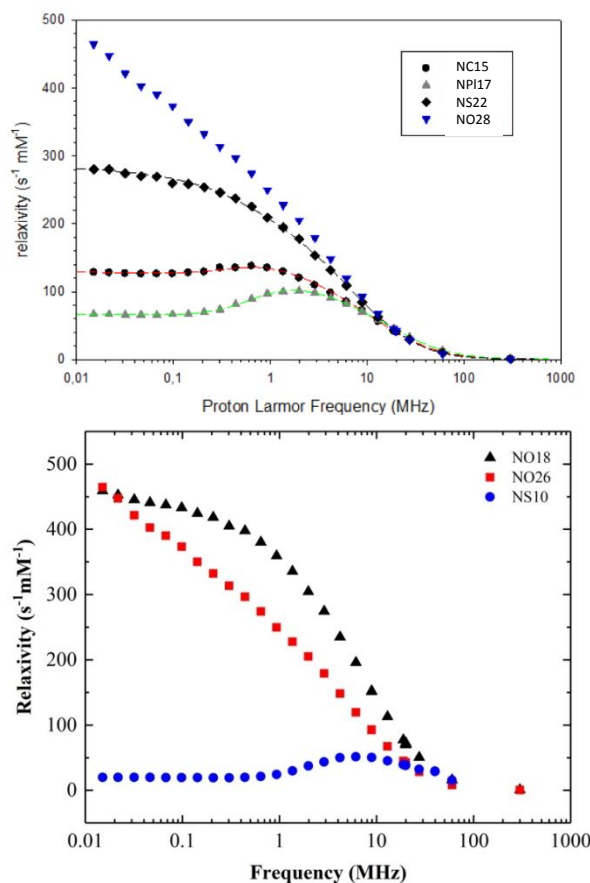 500
400
300
200
100
0
relaxivity (s⁻¹ mM⁻¹)
NC15
NPl17
NS22
NO28
0,01 0,1 1 10 100 1000
Proton Larmor Frequency (MHz)
500
400
300
200
100
0
Relaxivity (s⁻¹mM⁻¹)
NO18
NO26
NS10
0.01 0.1 1 10 100 1000
Frequency (MHz)